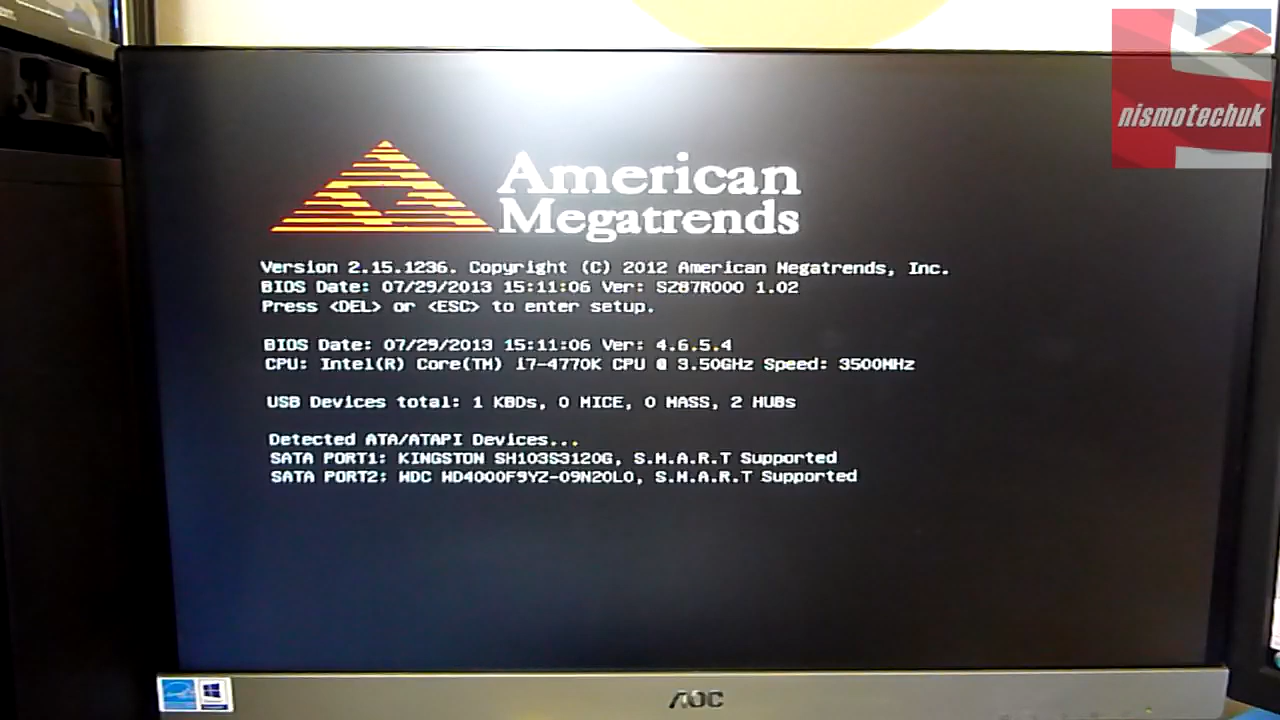 nismotechuk
American
Megatrends
Version 2.15.1236. Copyright (C) 2012 American Megatrends, Inc.
BIOS Date: 07/29/2013 15:11:06 Ver: SZ87R000 1.02
Press <DEL> or <ESC> to enter setup.
BIOS Date: 07/29/2013 15:11:06 Ver: 4.6.5.4
CPU: Intel(R) Core(TM) i7-4770K CPU @ 3.50GHz Speed: 3500MHz
USB Devices total: 1 KBDs, 0 MICE, 0 MASS, 2 HUBs
Detected ATA/ATAPI Devices...
SATA PORT1: KINGSTON SH103S3120G, S.M.A.R.T Supported
SATA PORT2: WDC WD4000F9YZ-09N20L0, S.M.A.R.T Supported
AOC